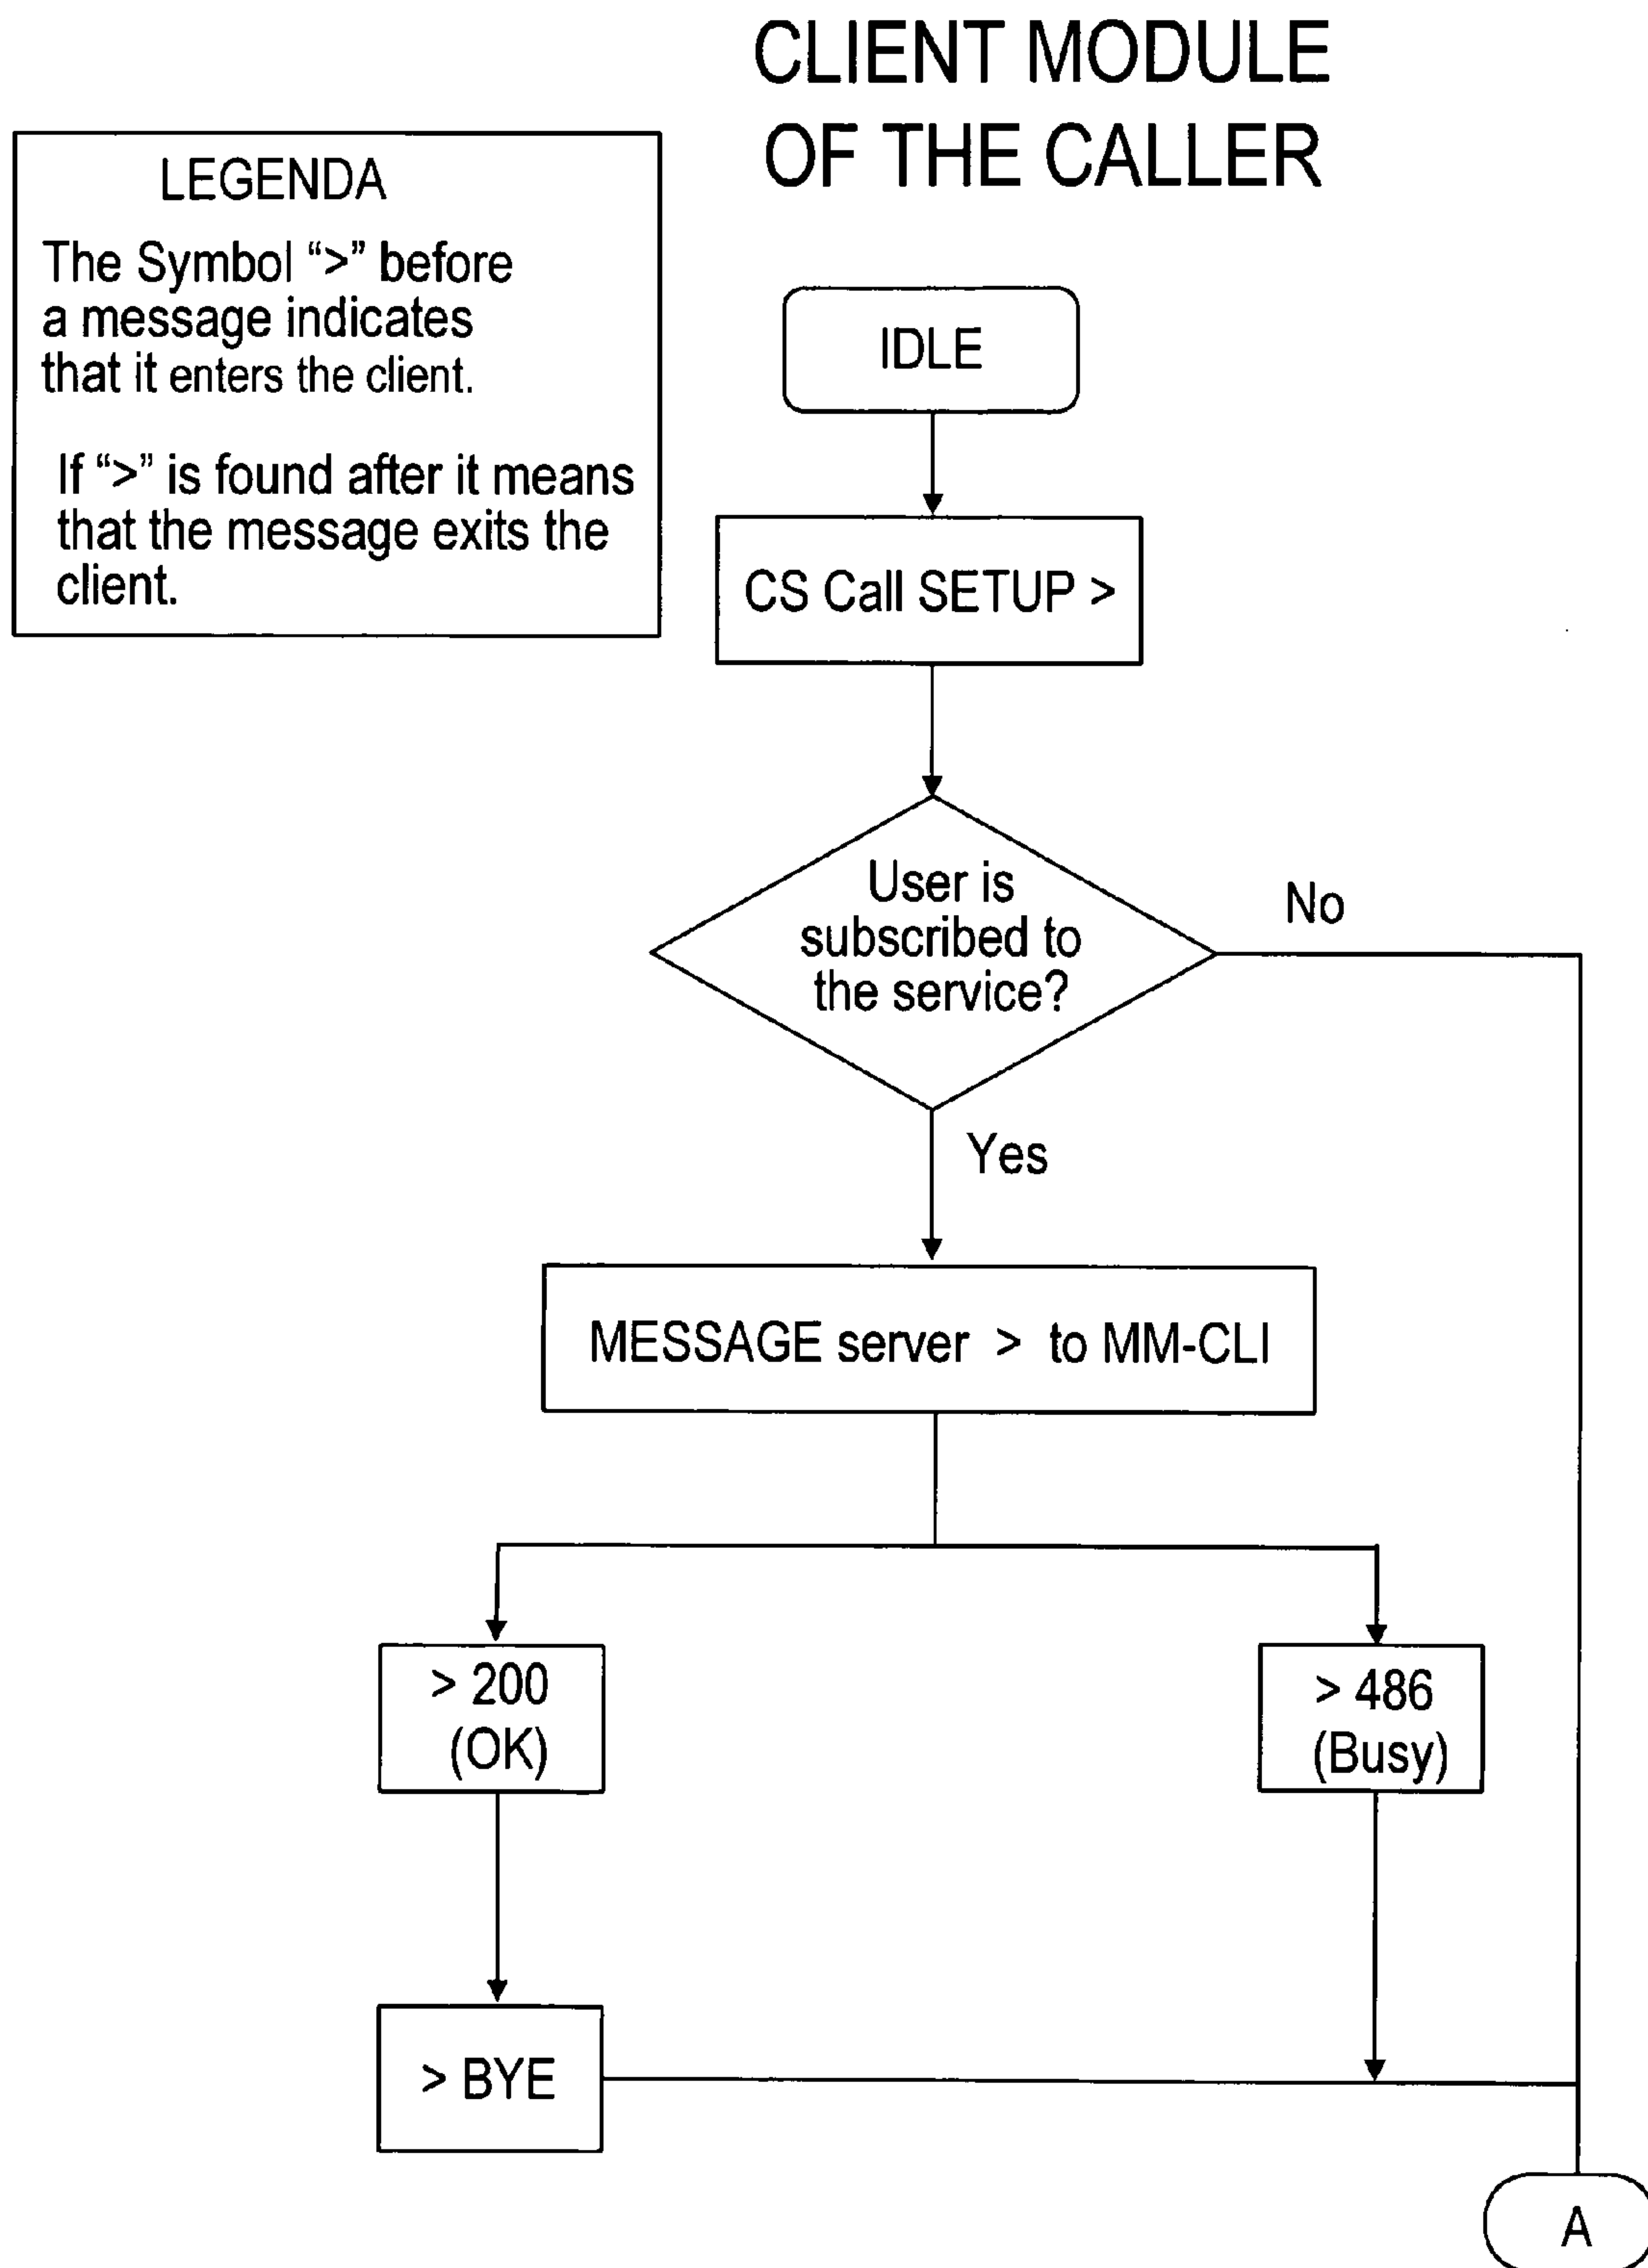 CLIENT MODULE
OF THE CALLER
LEGENDA
The Symbol “>” before
a message indicates
that it enters the client.
If “>” is found after it means
that the message exits the
client.
IDLE
CS Call SETUP >
User is
subscribed to
the service?
No
Yes
MESSAGE server > to MM-CLI
> 200
(OK)
> 486
(Busy)
> BYE
A